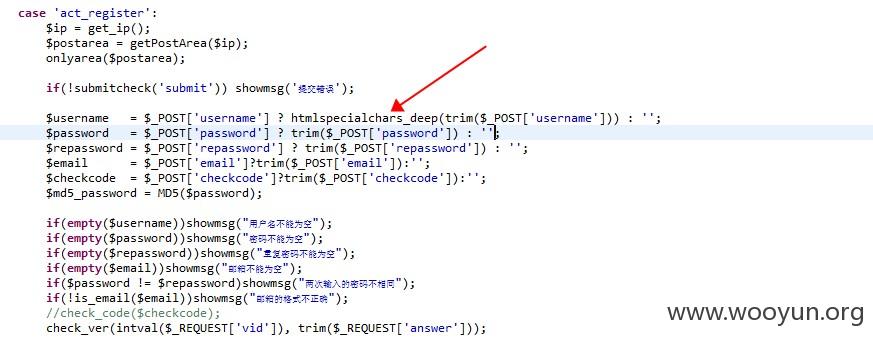 case 'act_register':
$ip = get_ip();
$postarea = getPostArea($ip);
onlyarea($postarea);
if(!submitcheck('submit')) showmsg('提交错误');
$username = $_POST['username'] ? htmlspecialchars_deep(trim($_POST['username'])) : '';
$password = $_POST['password'] ? trim($_POST['password']) : '';
$repassword = $_POST['repassword'] ? trim($_POST['repassword']) : '';
$email = $_POST['email']?trim($_POST['email']):'';
$checkcode = $_POST['checkcode']?trim($_POST['checkcode']):'';
$md5_password = MD5($password);
if(empty($username))showmsg("用户名不能为空");
if(empty($password))showmsg("密码不能为空");
if(empty($repassword))showmsg("重复密码不能为空");
if(empty($email))showmsg("邮箱不能为空");
if($password != $repassword)showmsg("两次输入的密码不相同");
if(!is_email($email))showmsg("邮箱的格式不正确");
//check_code($checkcode);
check_ver(intval($_REQUEST['vid']), trim($_REQUEST['answer']));
www.wooyun.org